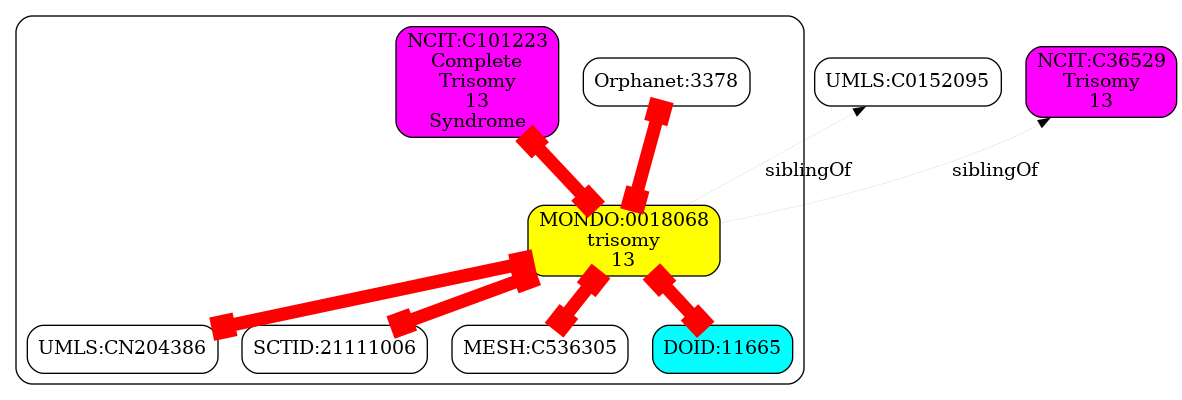 NCIT:C101223
Complete
Trisomy
13
Syndrome
Orphanet:3378
UMLS:C0152095
NCIT:C36529
Trisomy
13
siblingOf
siblingOf
MONDO:0018068
trisomy
13
UMLS:CN204386
SCTID:21111006
MESH:C536305
DOID:11665